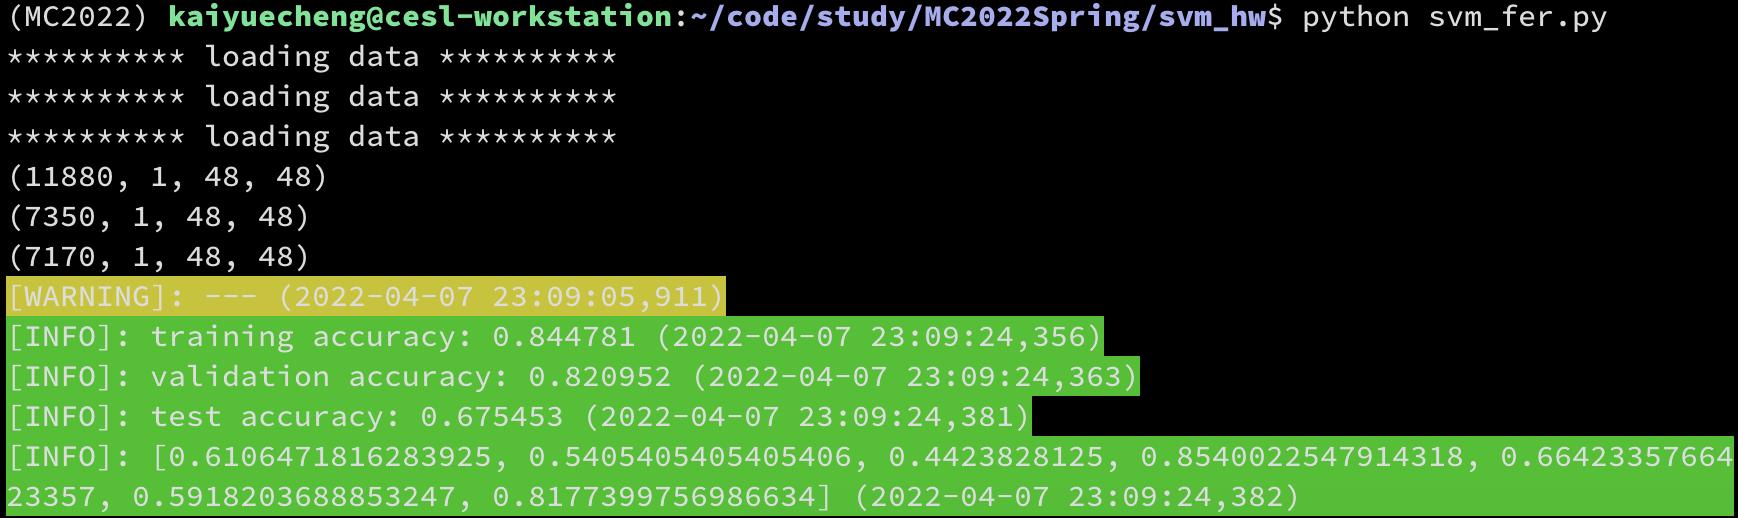 (MC2022) kaiyuecheng@cesl-workstation:~/code/study/MC2022Spring/svm_hw$ python svm_fer.py
********** loading data **********
********** loading data **********
********** loading data **********
(11880, 1, 48, 48)
(7350, 1, 48, 48)
(7170, 1, 48, 48)
[WARNING]: --- (2022-04-07 23:09:05,911)
[INFO]: training accuracy: 0.844781 (2022-04-07 23:09:24,356)
[INFO]: validation accuracy: 0.820952 (2022-04-07 23:09:24,363)
[INFO]: test accuracy: 0.675453 (2022-04-07 23:09:24,381)
[INFO]: [0.6106471816283925, 0.5405405405405406, 0.4423828125, 0.8540022547914318, 0.66423357664
23357, 0.5918203688853247, 0.8177399756986634] (2022-04-07 23:09:24,382)